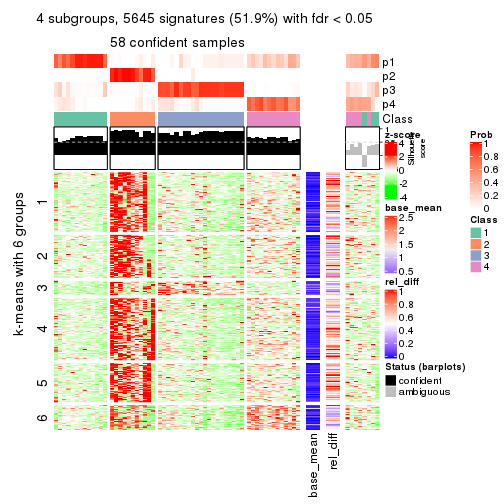 4 subgroups, 5645 signatures (51.9%) with fdr < 0.05
58 confident samples
p1
p2
p3
p4
Class
1
0
Silhouette
score
k-means with 6 groups
1
2
3
4
5
6
base_mean
rel_diff
z-score
4
2
0
-2
-4
base_mean
2.5
1.5
0.5
rel_diff
1
0.8
0.6
0.4
0.2
0
Status (barplots)
confident
ambiguous
Prob
1
0.8
0.6
0.4
0.2
0
Class
1
2
3
4